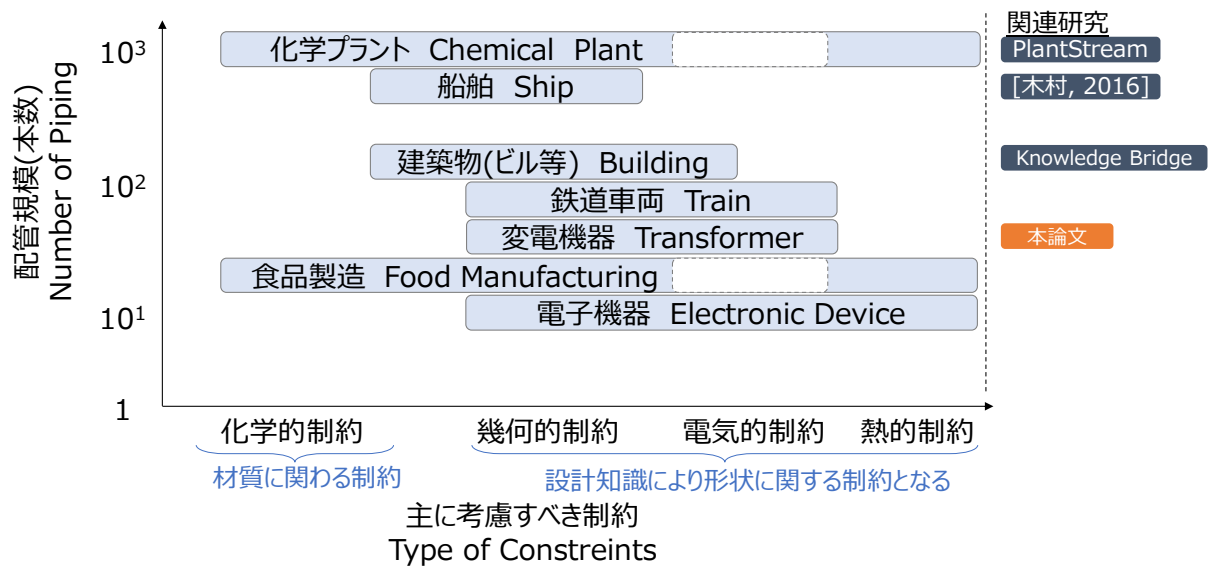 関連研究
10³
化学プラント Chemical Plant
PlantStream
船舶 Ship
[木村, 2016]
配管規模(本数)
Number of Piping
建築物(ビル等) Building
Knowledge Bridge
10²
鉄道車両 Train
変電機器 Transformer
本論文
食品製造 Food Manufacturing
10¹
電子機器 Electronic Device
1
化学的制約 幾何的制約 電気的制約 熱的制約
材質に関わる制約 設計知識により形状に関する制約となる
主に考慮すべき制約
Type of Constreints